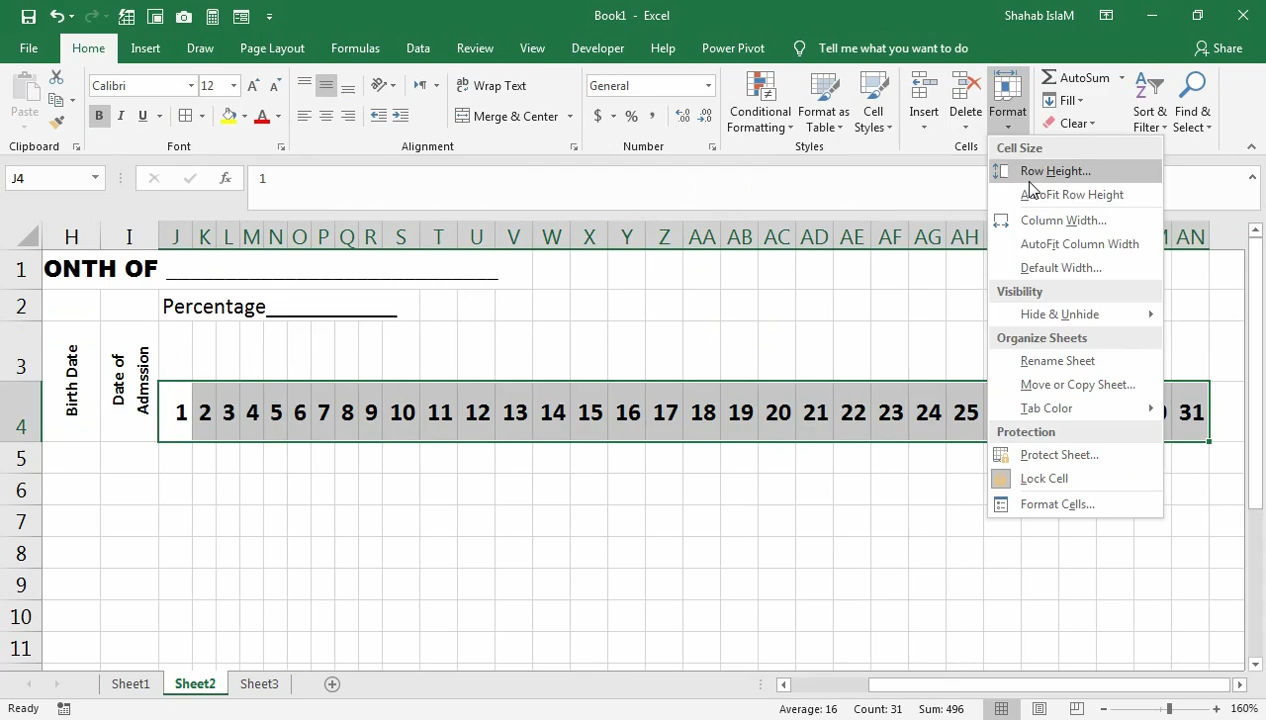 Book1 - Excel
Shahab IslaM
File Home Insert Draw Page Layout Formulas Data Review View Developer Help Power Pivot Tell me what you want to do Share
Paste
Clipboard
Calibri 12
B I U
Font
Wrap Text
Merge & Center
Alignment
General
$ % ,
Number
Conditional Formatting
Format as Table
Cell Styles
Styles
Insert
Delete
Format
Cells
AutoSum
Fill
Clear
Sort & Filter
Find & Select
Cell Size
Row Height...
AutoFit Row Height
Column Width...
AutoFit Column Width
Default Width...
Visibility
Hide & Unhide
Organize Sheets
Rename Sheet
Move or Copy Sheet...
Tab Color
Protection
Protect Sheet...
Lock Cell
Format Cells...
J4
fx
1
H I J K L M N O P Q R S T U V W X Y Z AA AB AC AD AE AF AG AH AN
1 ONTH OF
2 Percentage
3 Birth Date
Date of
Admssion
4 1 2 3 4 5 6 7 8 9 10 11 12 13 14 15 16 17 18 19 20 21 22 23 24 25 31
5
6
7
8
9
10
11
Sheet1 Sheet2 Sheet3
Ready
Average: 16 Count: 31 Sum: 496
160%